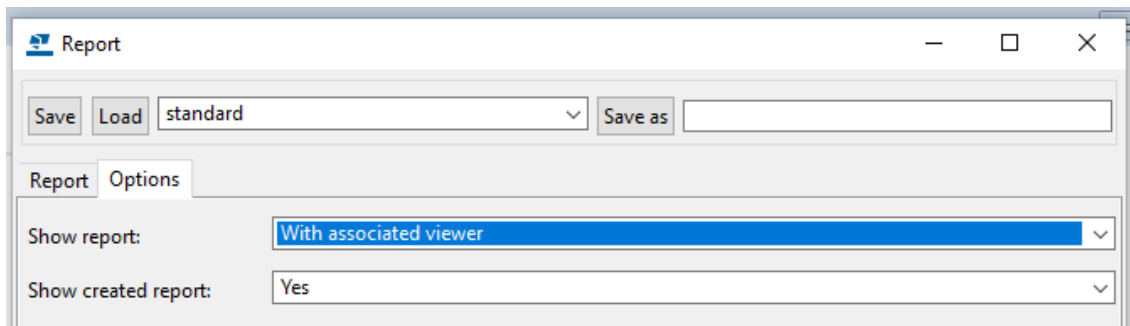 Report
Save Load standard Save as
Report Options
Show report: With associated viewer
Show created report: Yes